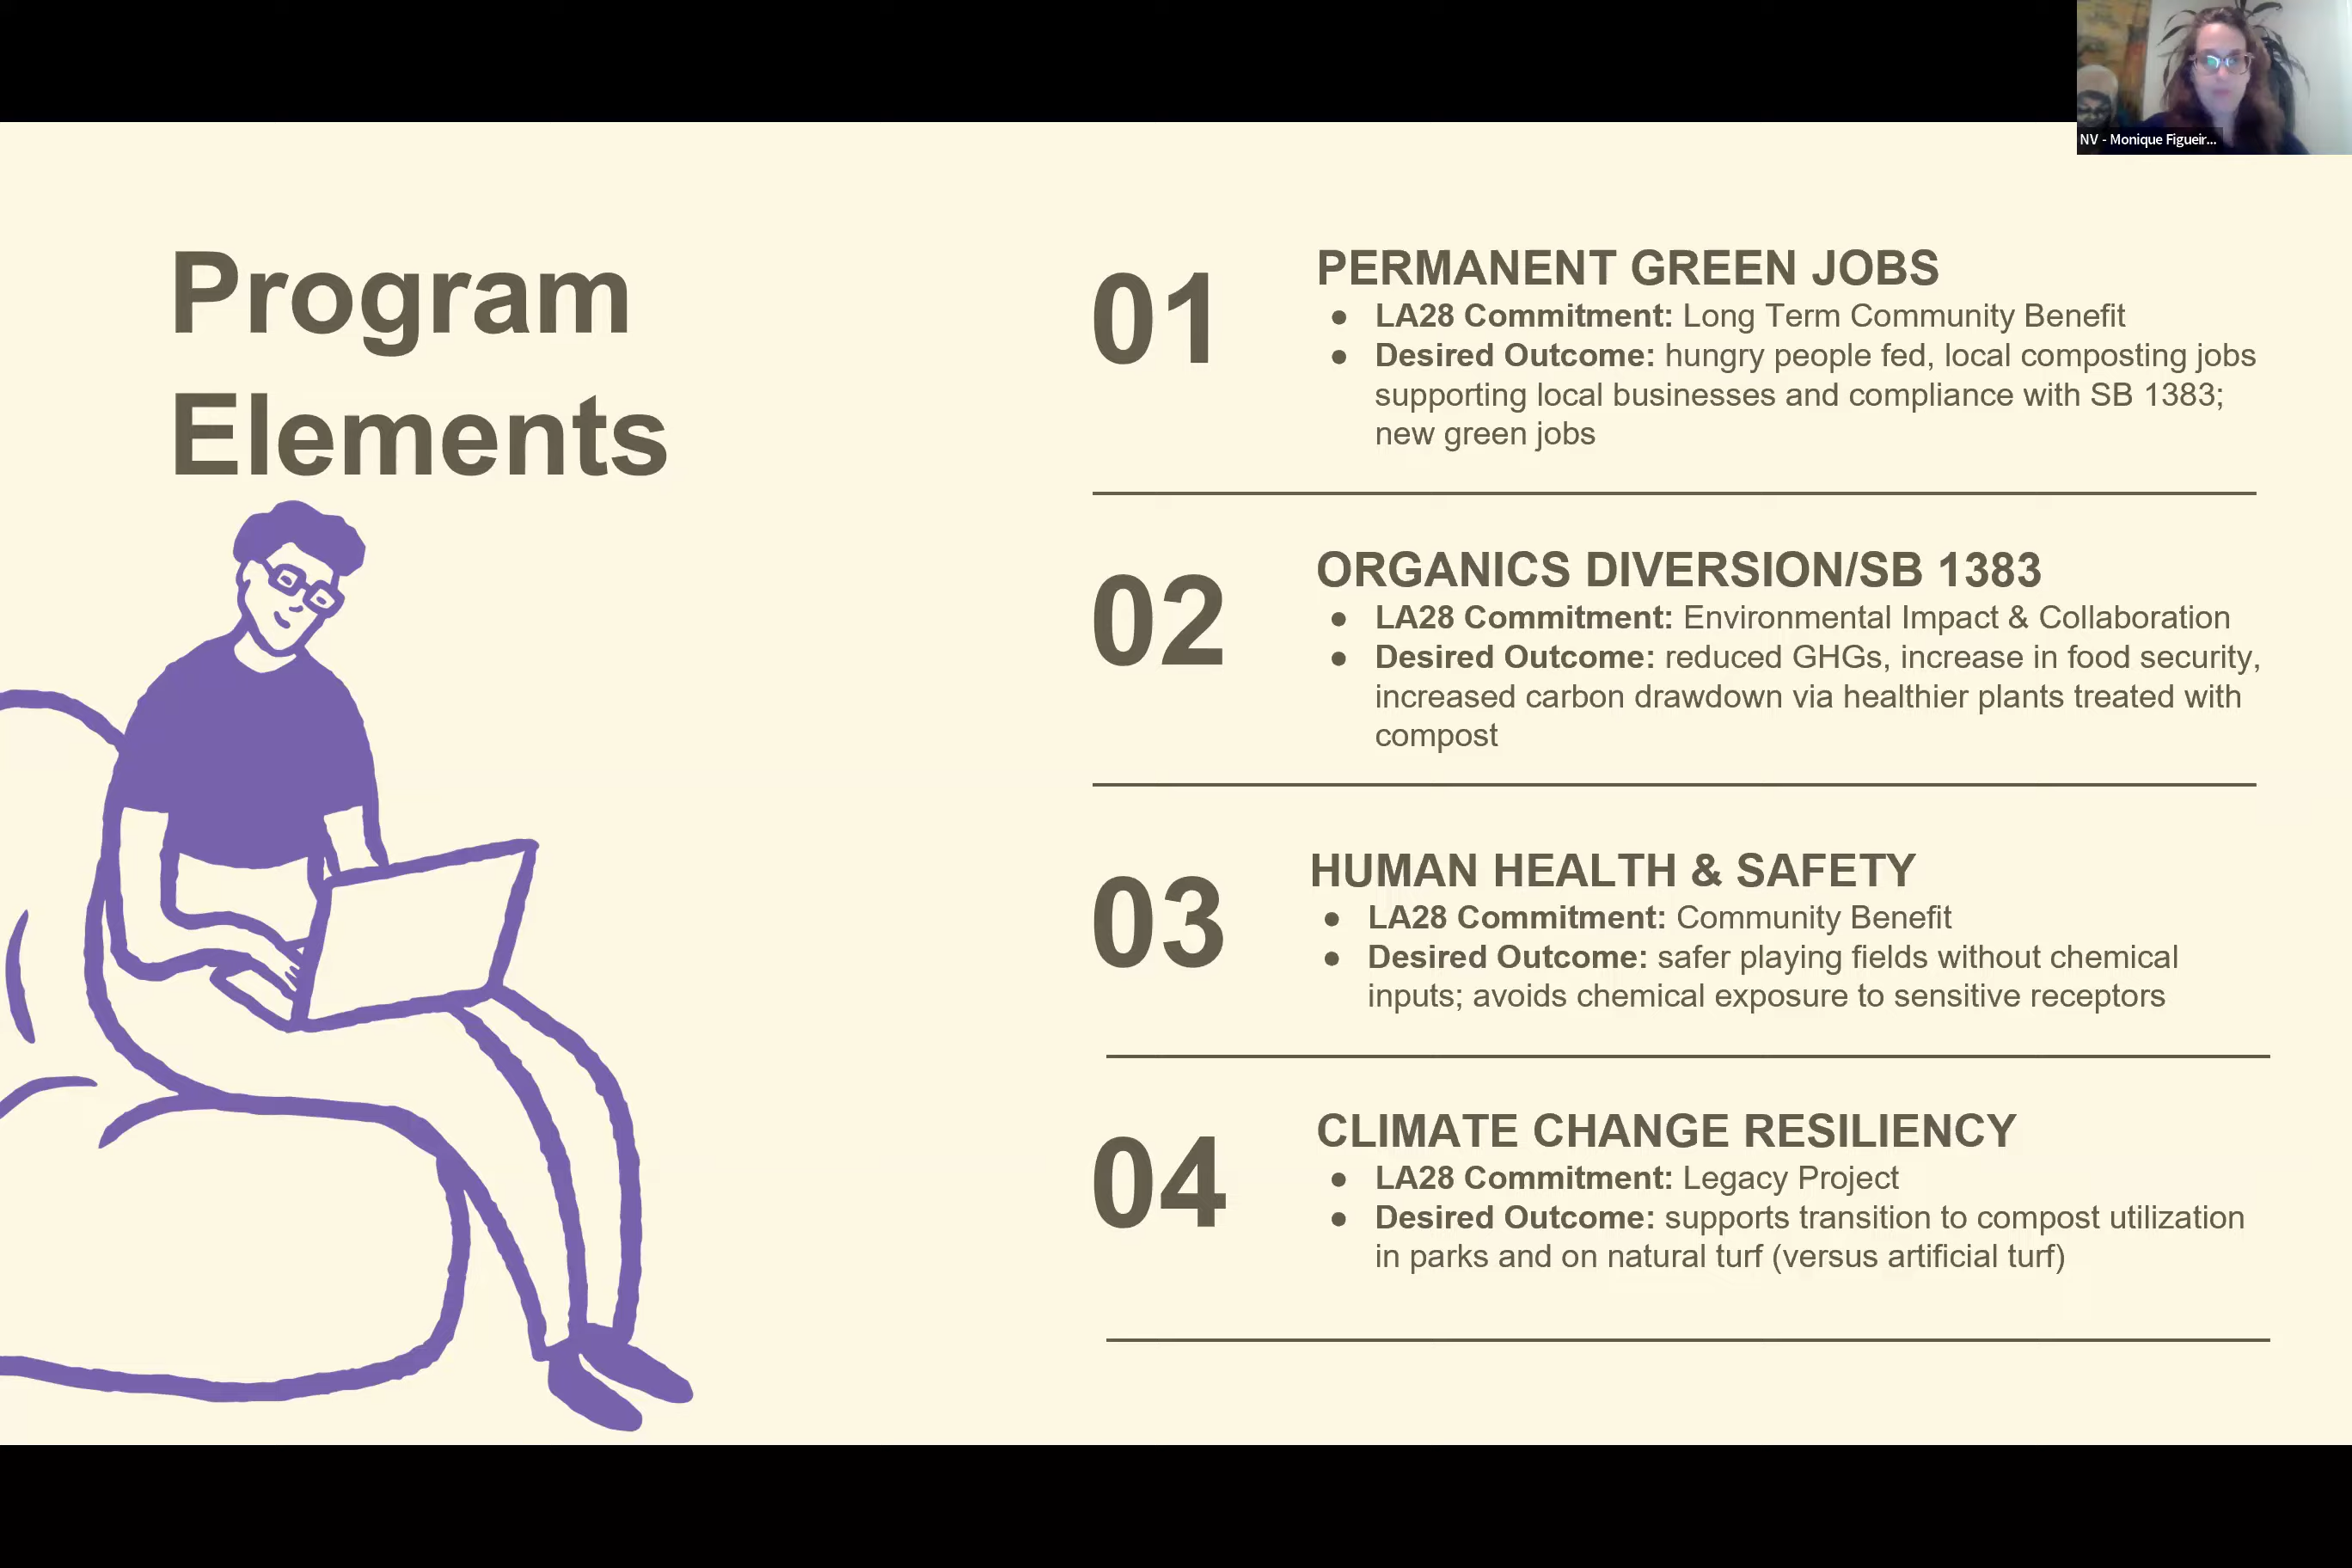 NV - Monique Figueir...
Program
Elements
01
PERMANENT GREEN JOBS
● LA28 Commitment: Long Term Community Benefit
● Desired Outcome: hungry people fed, local composting jobs
supporting local businesses and compliance with SB 1383;
new green jobs
02
ORGANICS DIVERSION/SB 1383
● LA28 Commitment: Environmental Impact & Collaboration
● Desired Outcome: reduced GHGs, increase in food security,
increased carbon drawdown via healthier plants treated with
compost
03
HUMAN HEALTH & SAFETY
● LA28 Commitment: Community Benefit
● Desired Outcome: safer playing fields without chemical
inputs; avoids chemical exposure to sensitive receptors
04
CLIMATE CHANGE RESILIENCY
● LA28 Commitment: Legacy Project
● Desired Outcome: supports transition to compost utilization
in parks and on natural turf (versus artificial turf)